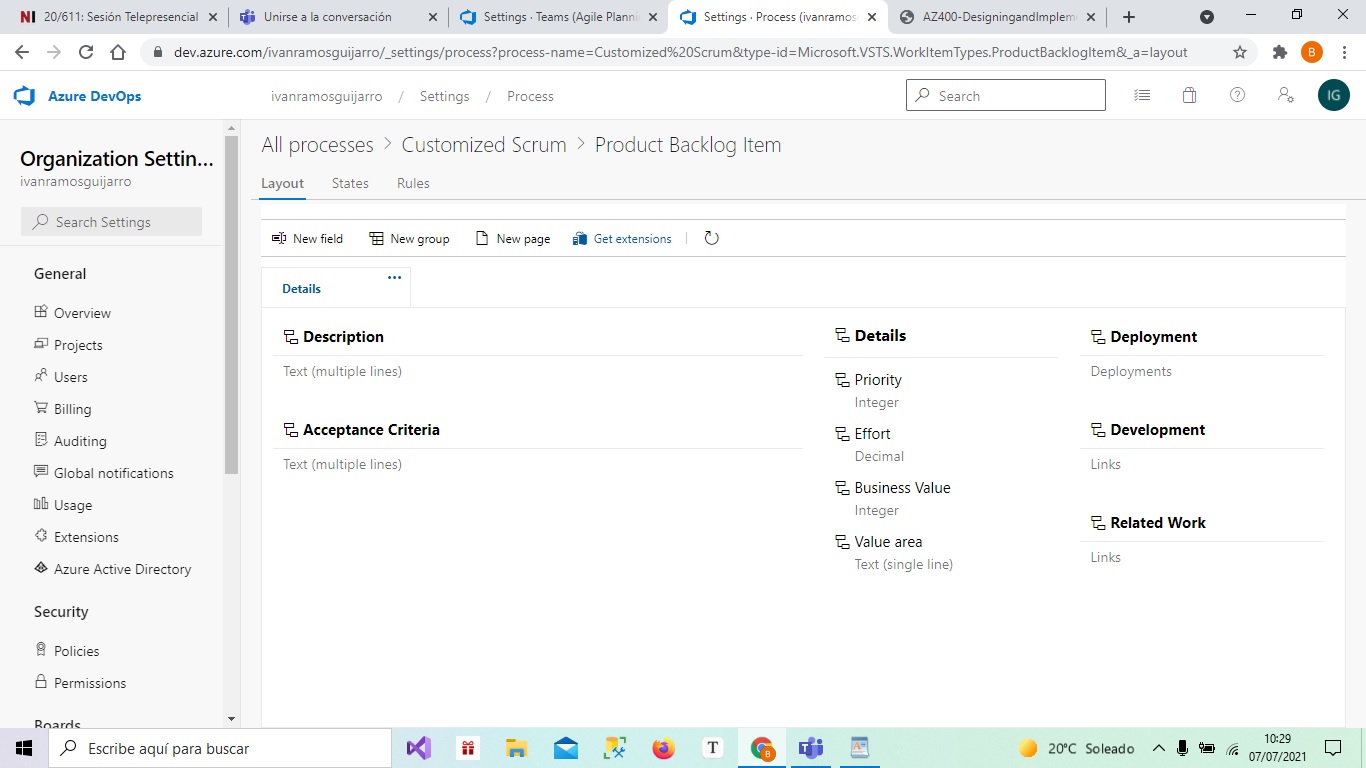 20/611: Sesión Telepresencial
Unirse a la conversación
Settings · Teams (Agile Planni
Settings · Process (ivanramos
AZ400-DesigningandImplem
dev.azure.com/ivanramosguijarro/_settings/process?process-name=Customized%20Scrum&type-id=Microsoft.VSTS.WorkItemTypes.ProductBacklogItem&_a=layout
B
Azure DevOps
ivanramosguijarro / Settings / Process
Search
IG
Organization Settin...
ivanramosguijarro
Search Settings
General
Overview
Projects
Users
Billing
Auditing
Global notifications
Usage
Extensions
Azure Active Directory
Security
Policies
Permissions
Boards
All processes > Customized Scrum > Product Backlog Item
Layout States Rules
New field New group New page Get extensions
Details ...
Description
Text (multiple lines)
Acceptance Criteria
Text (multiple lines)
Details
Priority
Integer
Effort
Decimal
Business Value
Integer
Value area
Text (single line)
Deployment
Deployments
Development
Links
Related Work
Links
Escribe aquí para buscar
T
B
20°C Soleado
10:29
07/07/2021